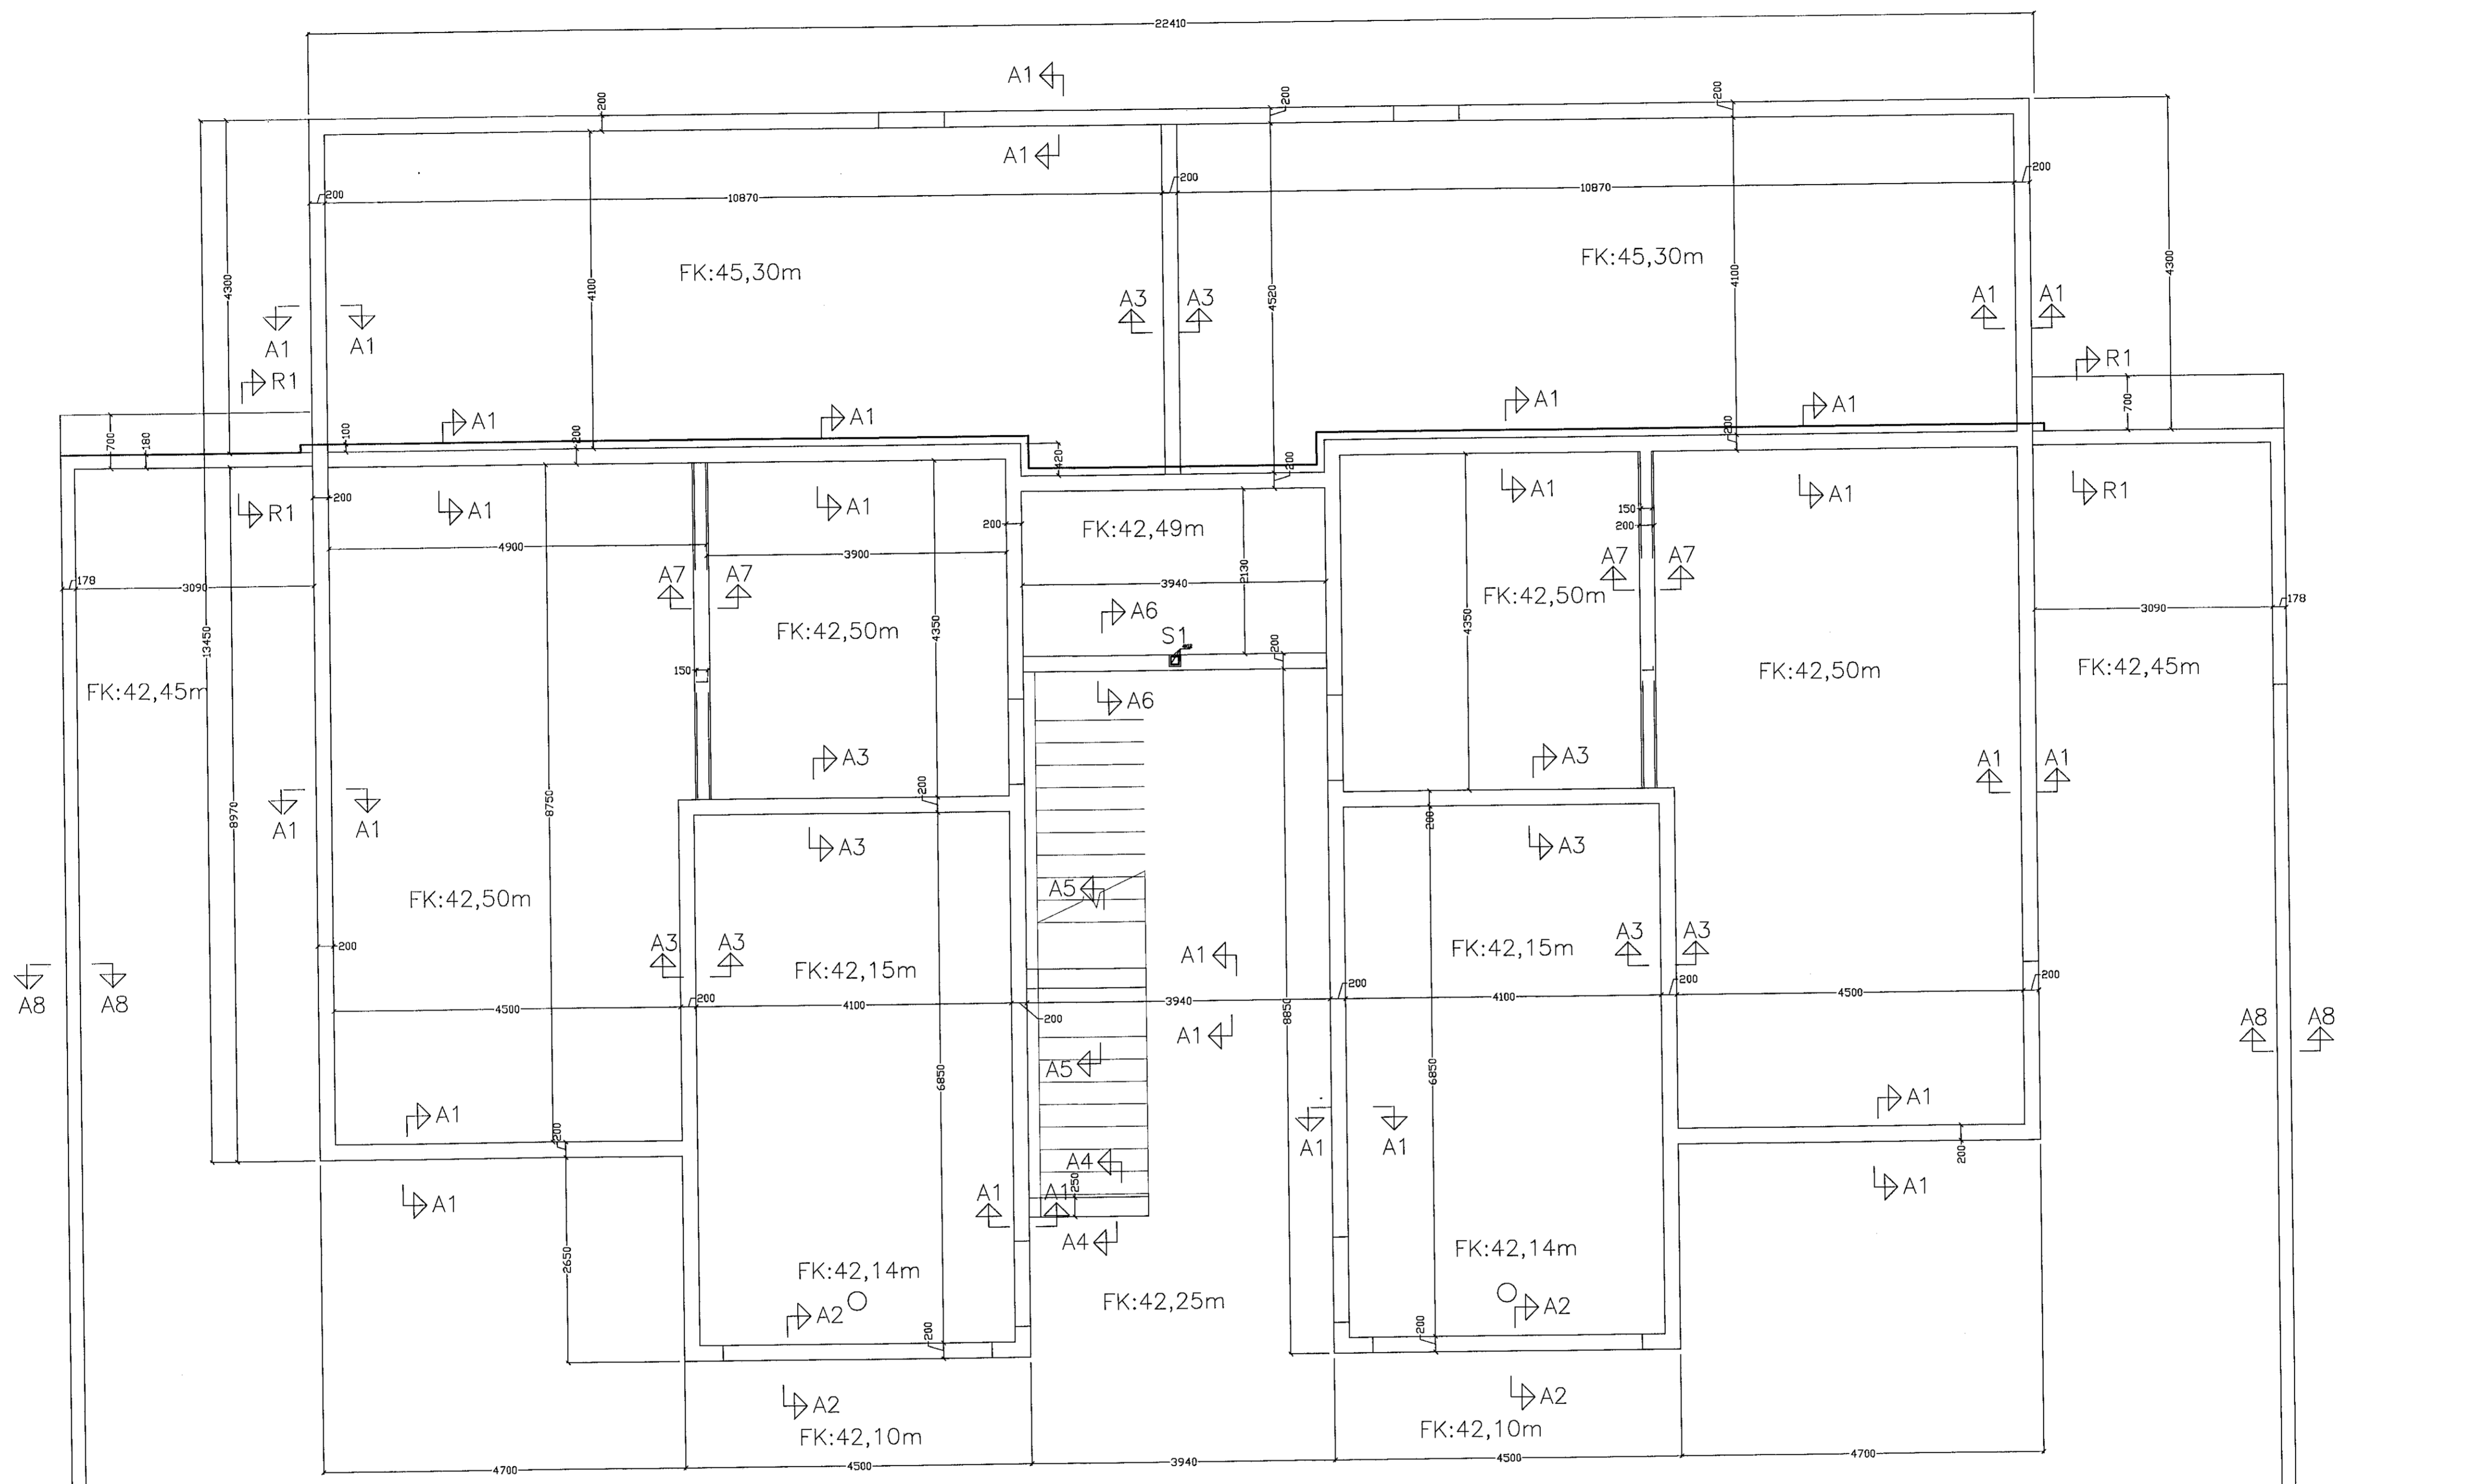 22410
A1
200
200
200
A1
200
10870
200
10870
200
4300
4100
FK:45,30m
4520
FK:45,30m
4100
4300
A1
A1
A3
A3
A1
A1
R1
R1
A1
A1
A1
A1
700
180
100
200
420
200
200
700
R1
200
A1
A1
200
FK:42,49m
A1
150
200
A1
R1
4900
3900
2130
A7
A7
3940
A7
A7
178
3090
3090
178
13450
FK:42,50m
4350
A6
S1
200
4350
FK:42,50m
FK:42,45m
150
A6
FK:42,50m
FK:42,45m
A3
A3
A1
A1
8970
8750
200
A1
A1
A3
200
A3
FK:42,50m
A5
200
A3
A3
FK:42,15m
A1
FK:42,15m
A3
A3
A8
A8
4500
200
4100
200
3940
8850
200
4100
200
4500
200
A1
A5
6850
6850
A8
A8
A1
200
A4
250
A1
A1
A1
200
A1
A1
A1
A4
A1
2650
FK:42,14m
A2
FK:42,25m
FK:42,14m
A2
200
200
A2
FK:42,10m
A2
FK:42,10m
4700
4500
3940
4500
4700